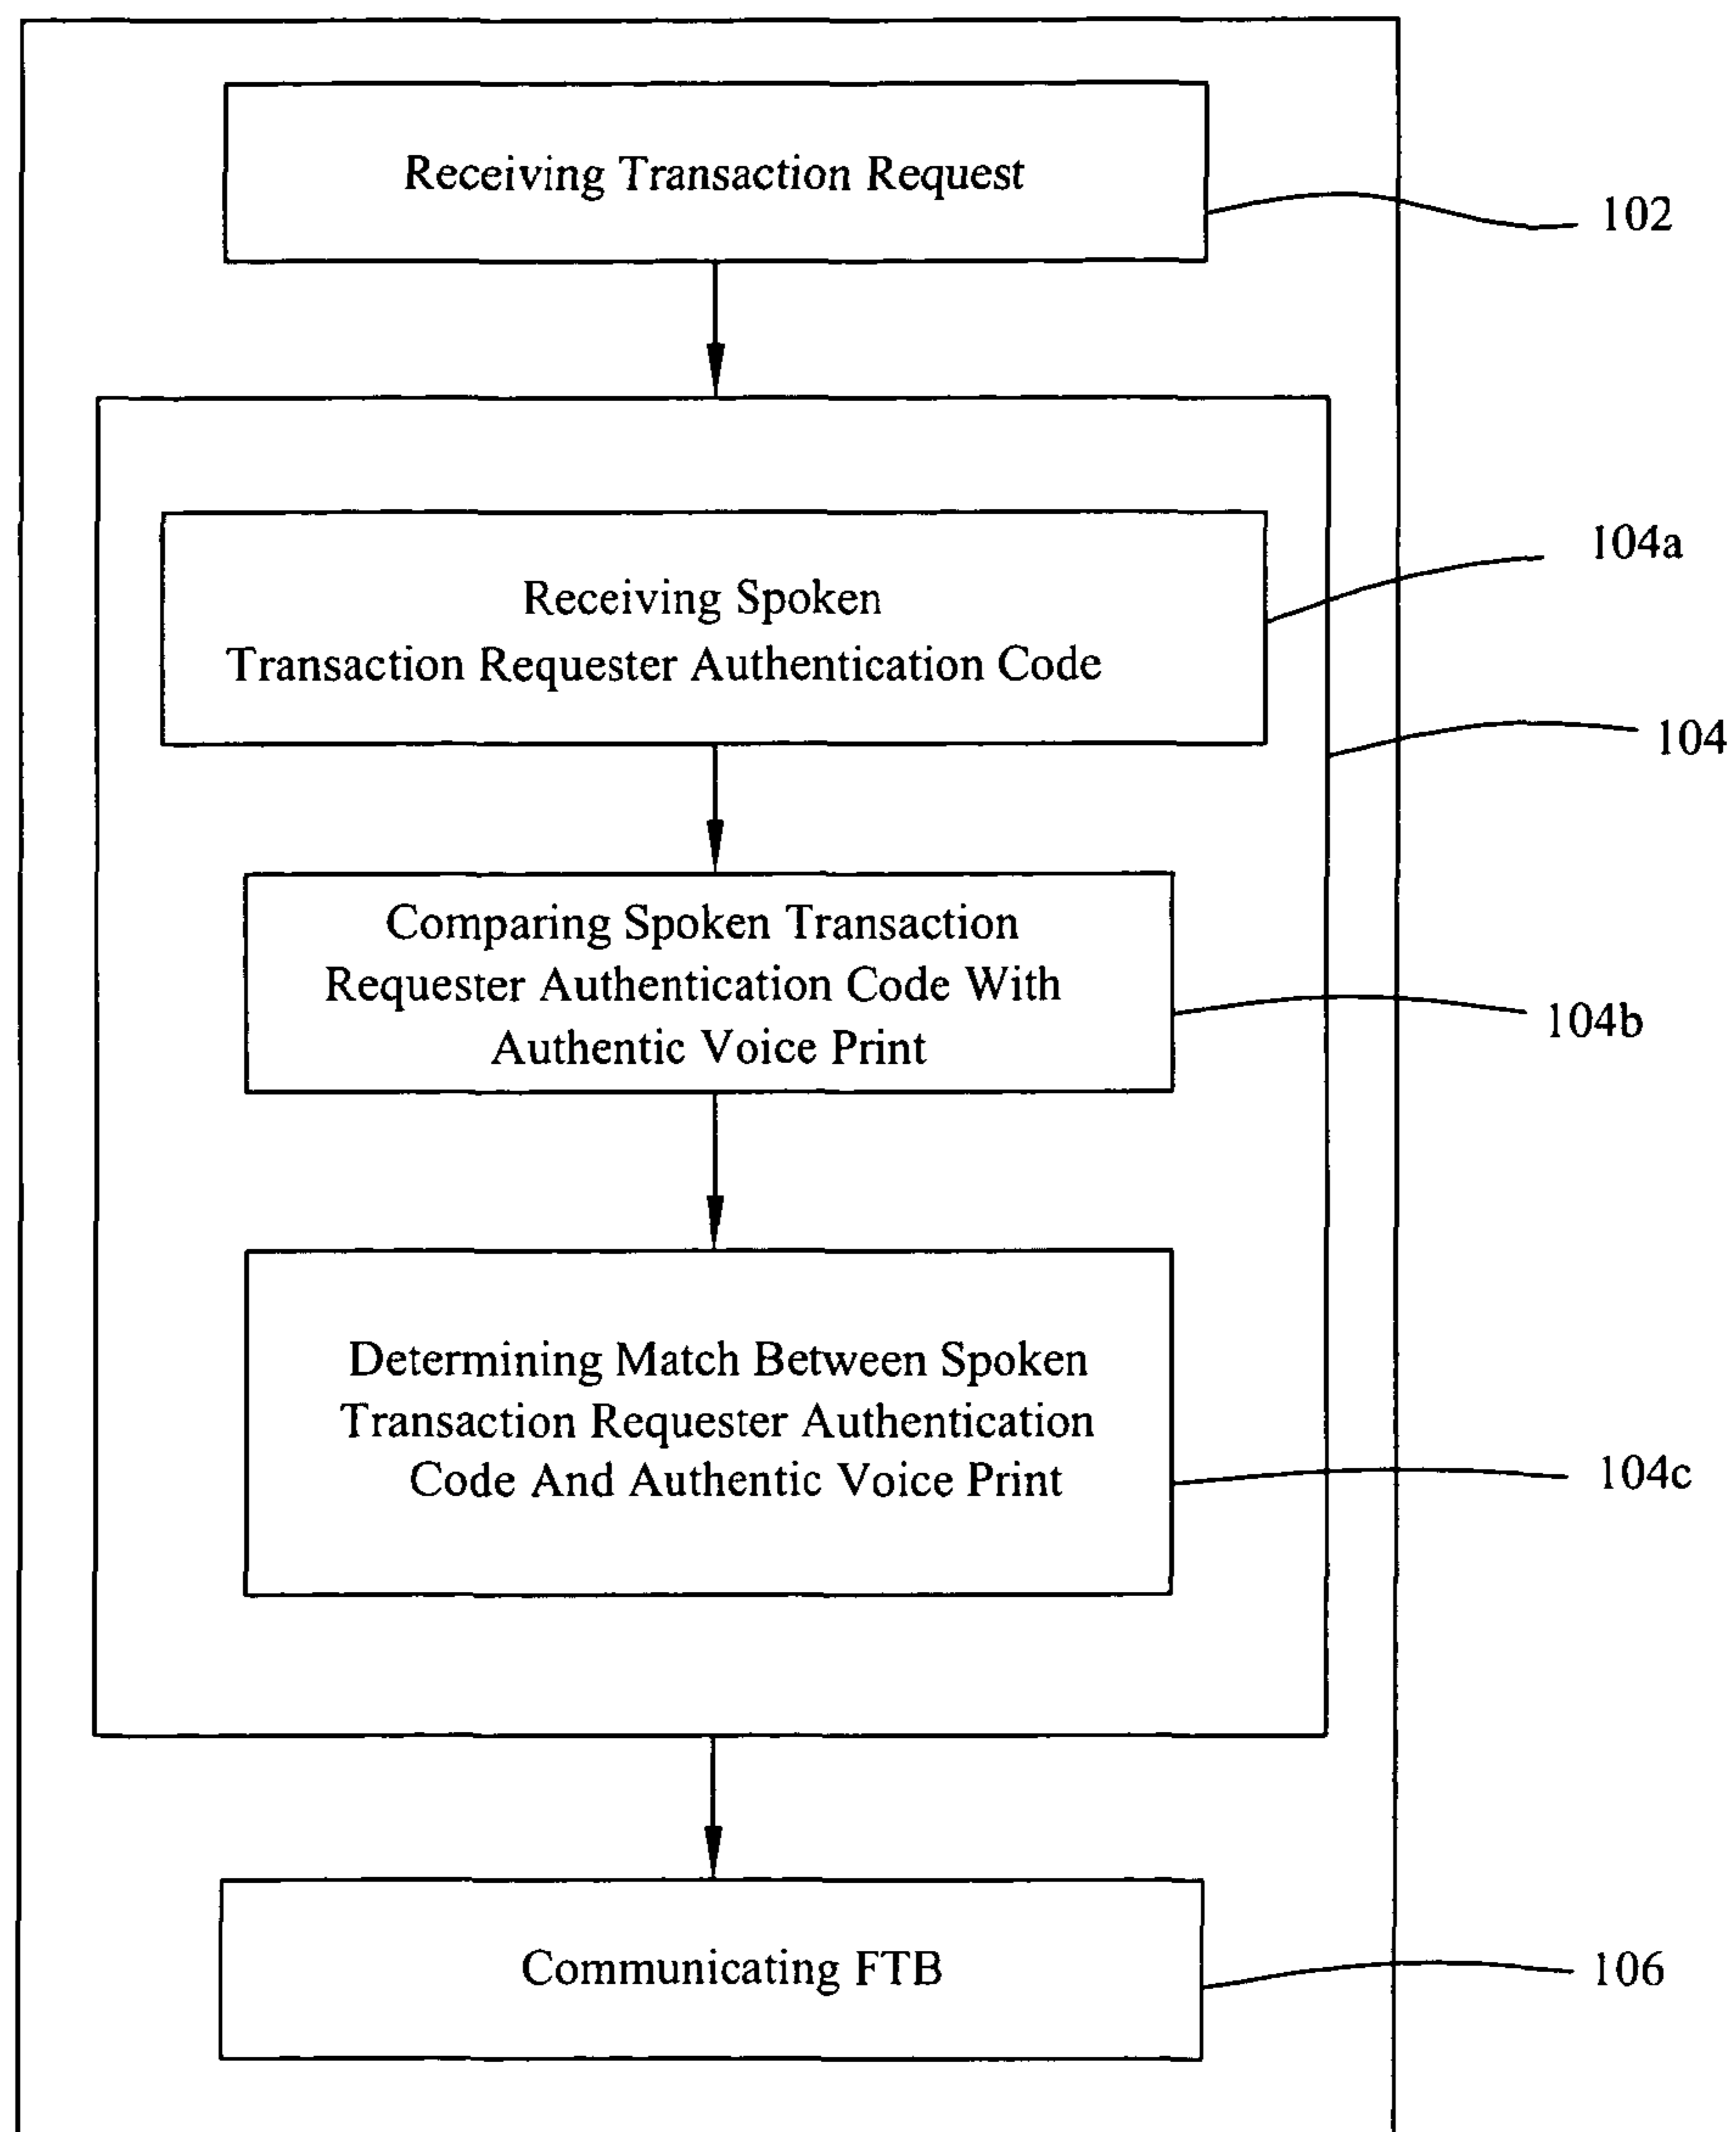 Receiving Transaction Request
102
Receiving Spoken
Transaction Requester Authentication Code
104a
104
Comparing Spoken Transaction
Requester Authentication Code With
Authentic Voice Print
104b
Determining Match Between Spoken
Transaction Requester Authentication
Code And Authentic Voice Print
104c
Communicating FTB
106